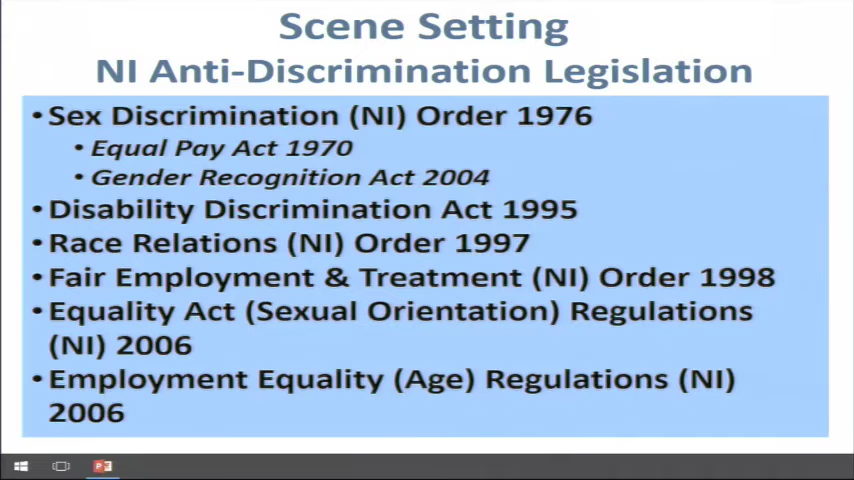 Scene Setting
NI Anti-Discrimination Legislation
• Sex Discrimination (NI) Order 1976
• Equal Pay Act 1970
• Gender Recognition Act 2004
• Disability Discrimination Act 1995
• Race Relations (NI) Order 1997
• Fair Employment & Treatment (NI) Order 1998
• Equality Act (Sexual Orientation) Regulations
(NI) 2006
• Employment Equality (Age) Regulations (NI)
2006